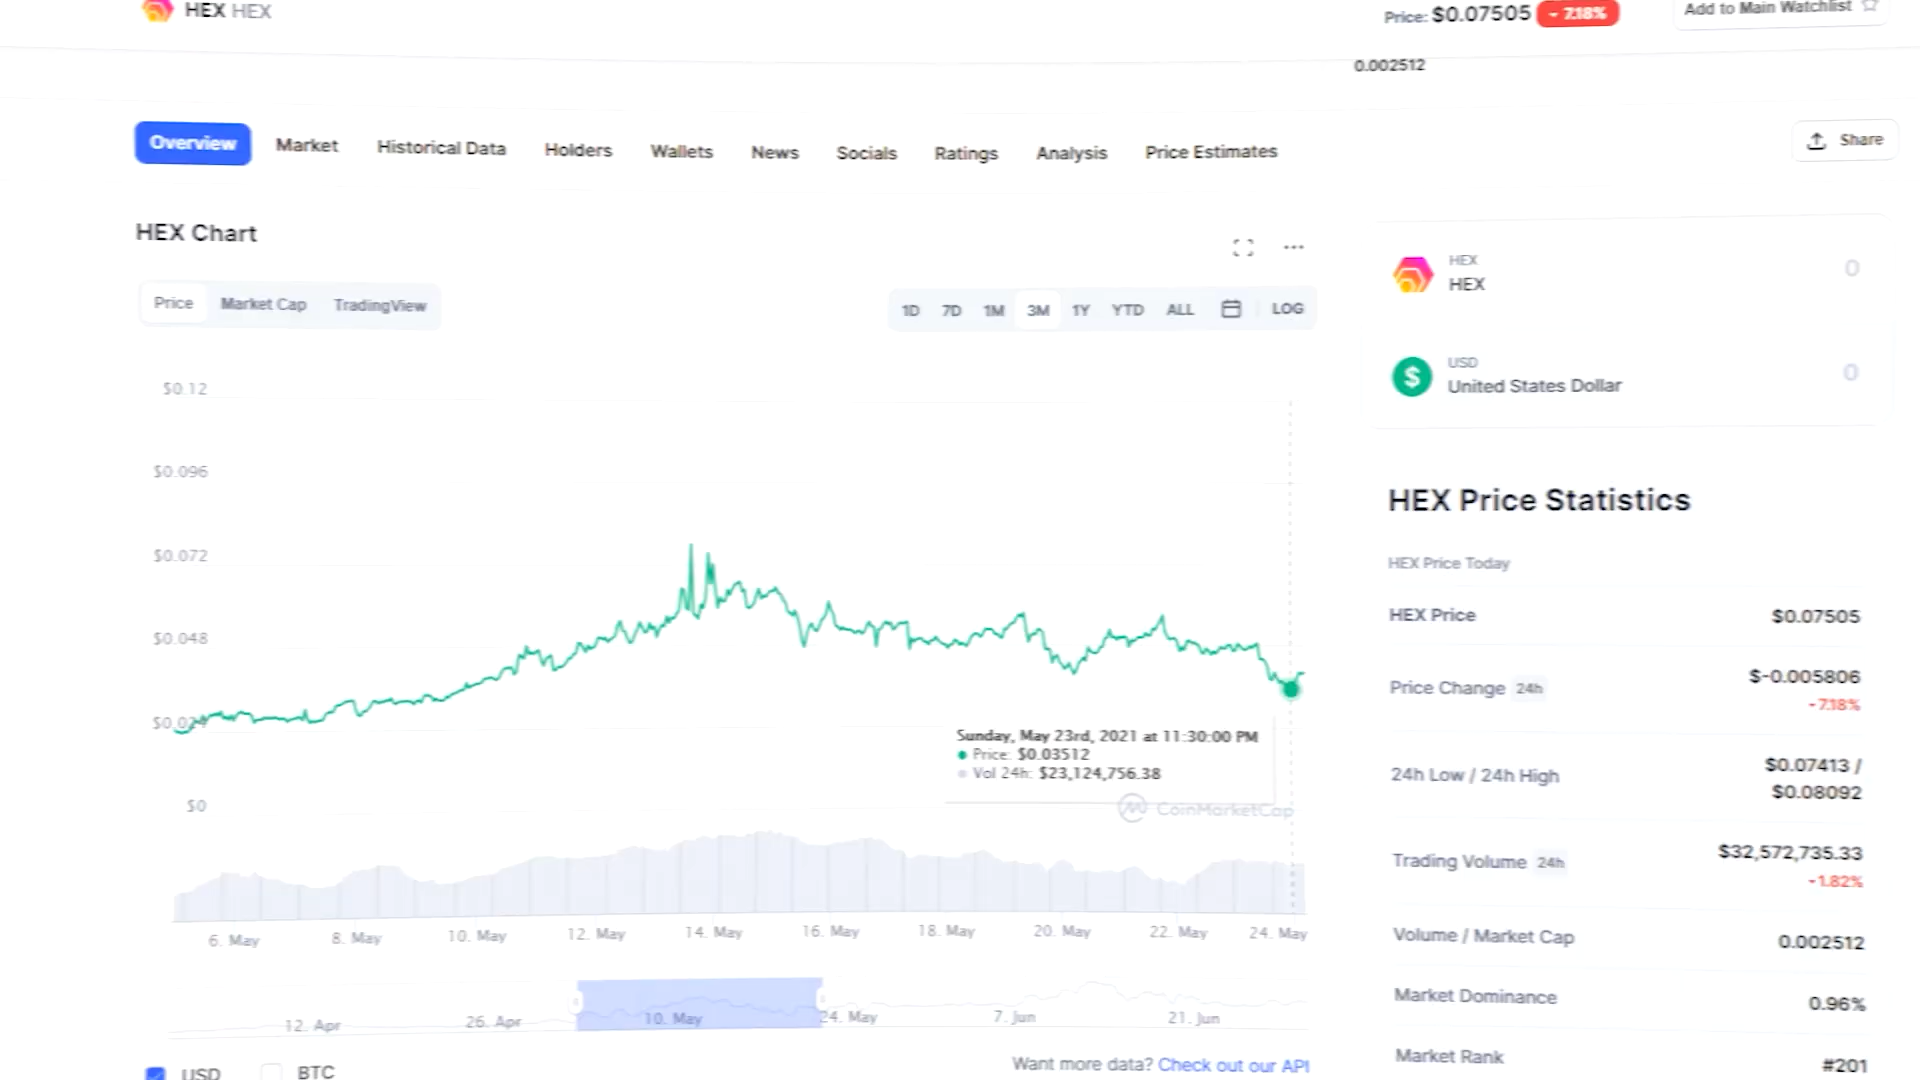 HEX HEX
Price: $0.07505 - 7.18%
Add to Main Watchlist
0.002512
Overview Market Historical Data Holders Wallets News Socials Ratings Analysis Price Estimates
Share
HEX Chart
Price Market Cap TradingView
1D 7D 1M 3M 1Y YTD ALL LOG
$0.12
$0.096
$0.072
$0.048
$0.024
$0
Sunday, May 23rd, 2021 at 11:30:00 PM
Price: $0.03512
Vol 24h: $23,124,756.38
CoinMarketCap
6. May 8. May 10. May 12. May 14. May 16. May 18. May 20. May 22. May 24. May
12. Apr 26. Apr 10. May 24. May 7. Jun 21. Jun
USD BTC
Want more data? Check out our API
HEX
HEX 0
USD
United States Dollar 0
HEX Price Statistics
HEX Price Today
HEX Price $0.07505
Price Change 24h $-0.005806
-7.18%
24h Low / 24h High $0.07413 /
$0.08092
Trading Volume 24h $32,572,735.33
-1.82%
Volume / Market Cap 0.002512
Market Dominance 0.96%
Market Rank #201